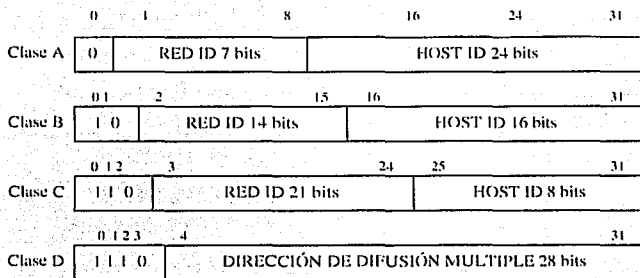 0 1 8 16 24 31
Clase A 0 RED ID 7 bits HOST ID 24 bits
0 1 2 15 16 31
Clase B 1 0 RED ID 14 bits HOST ID 16 bits
0 1 2 3 24 25 31
Clase C 1 1 0 RED ID 21 bits HOST ID 8 bits
0 1 2 3 4 31
Clase D 1 1 1 0 DIRECCIÓN DE DIFUSIÓN MULTIPLE 28 bits